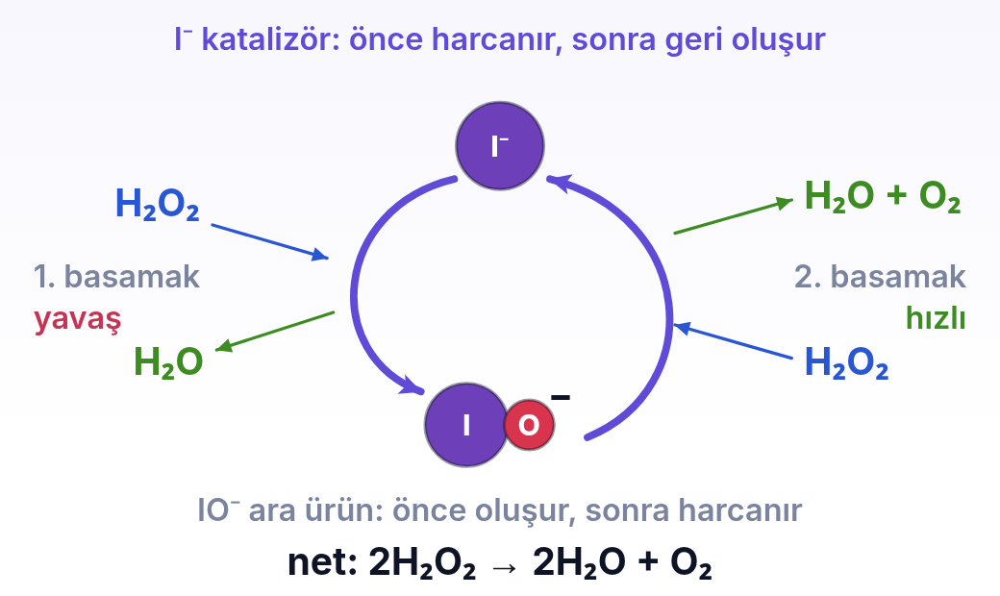 I⁻ katalizör: önce harcanır, sonra geri oluşur
I⁻
H₂O₂
H₂O + O₂
1. basamak
yavaş
2. basamak
hızlı
H₂O
H₂O₂
I O ⁻
IO⁻ ara ürün: önce oluşur, sonra harcanır
net: 2H₂O₂ → 2H₂O + O₂